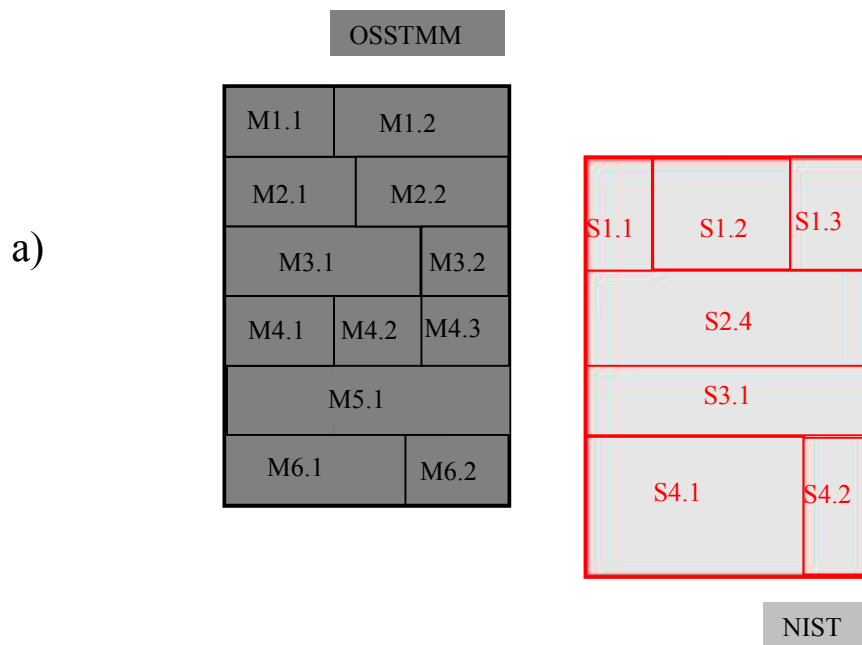 OSSTMM
a)
M1.1 M1.2
M2.1 M2.2
M3.1 M3.2
M4.1 M4.2 M4.3
M5.1
M6.1 M6.2
S1.1 S1.2 S1.3
S2.4
S3.1
S4.1 S4.2
NIST